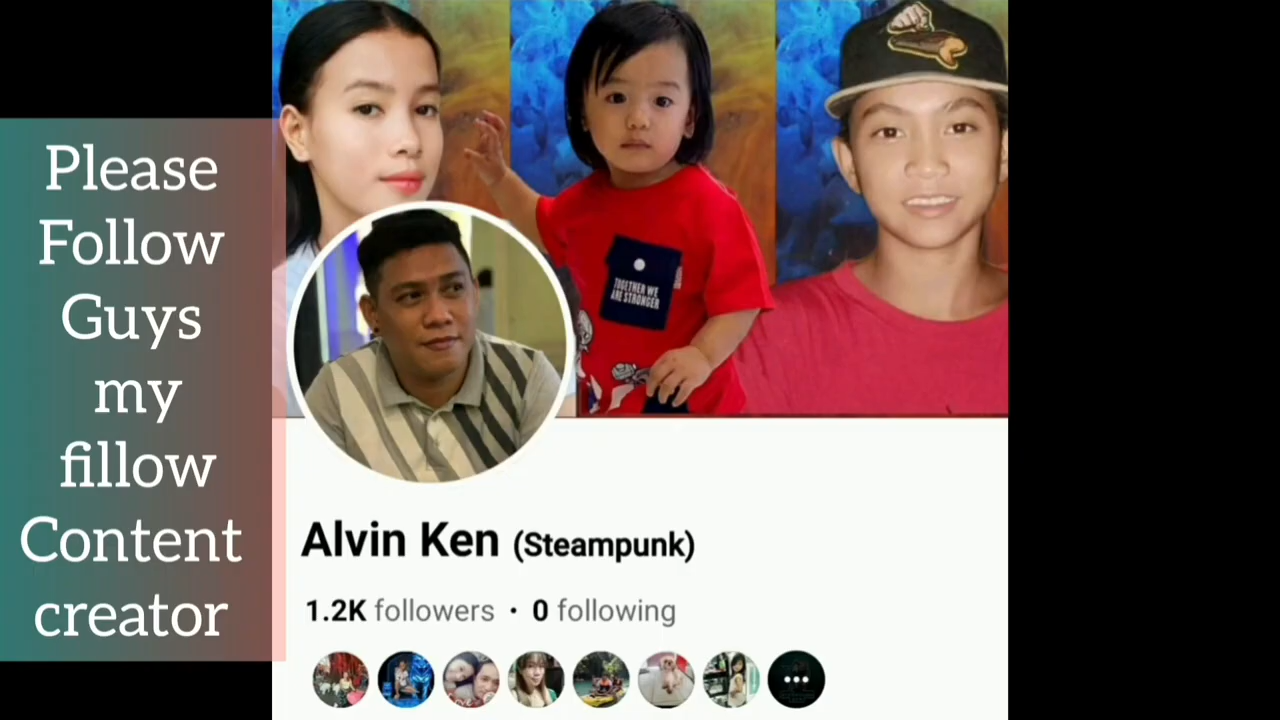 Please
Follow
Guys
my
fillow
Content
creator
TOGETHER WE
ARE STRONGER
Alvin Ken (Steampunk)
1.2K followers • 0 following